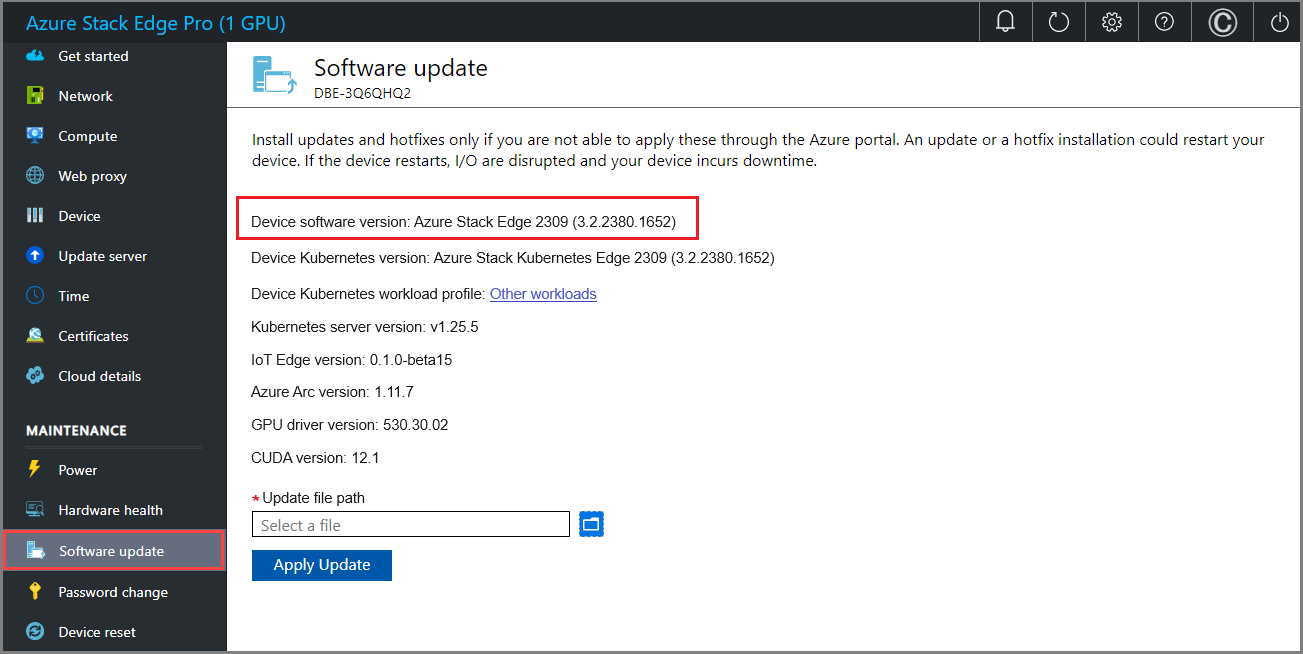 Azure Stack Edge Pro (1 GPU)
Get started
Network
Compute
Web proxy
Device
Update server
Time
Certificates
Cloud details
MAINTENANCE
Power
Hardware health
Software update
Password change
Device reset
Software update
DBE-3Q6QHQ2
Install updates and hotfixes only if you are not able to apply these through the Azure portal. An update or a hotfix installation could restart your
device. If the device restarts, I/O are disrupted and your device incurs downtime.
Device software version: Azure Stack Edge 2309 (3.2.2380.1652)
Device Kubernetes version: Azure Stack Kubernetes Edge 2309 (3.2.2380.1652)
Device Kubernetes workload profile: Other workloads
Kubernetes server version: v1.25.5
IoT Edge version: 0.1.0-beta15
Azure Arc version: 1.11.7
GPU driver version: 530.30.02
CUDA version: 12.1
* Update file path
Select a file
Apply Update